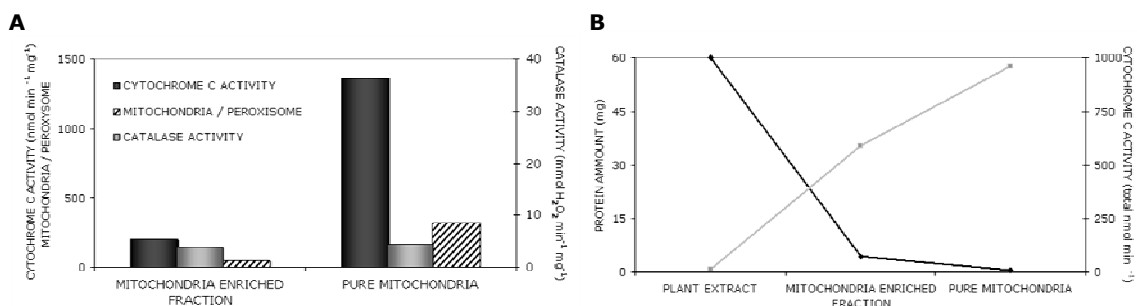 A
CYTOCHROME C ACTIVITY (nmol min⁻¹ mg⁻¹)
MITOCHONDRIA / PEROXYSOME
1500
1000
500
0
CYTOCHROME C ACTIVITY
MITOCHONDRIA / PEROXISOME
CATALASE ACTIVITY
40
30
20
10
0
CATALASE ACTIVITY (mmol H₂O₂ min⁻¹ mg⁻¹)
MITOCHONDRIA ENRICHED
FRACTION
PURE MITOCHONDRIA
B
PROTEIN AMMOUNT (mg)
60
45
30
15
0
1000
750
500
250
0
CYTOCHROME C ACTIVITY (total nmol min⁻¹)
PLANT EXTRACT
MITOCHONDRIA ENRICHED
FRACTION
PURE MITOCHONDRIA